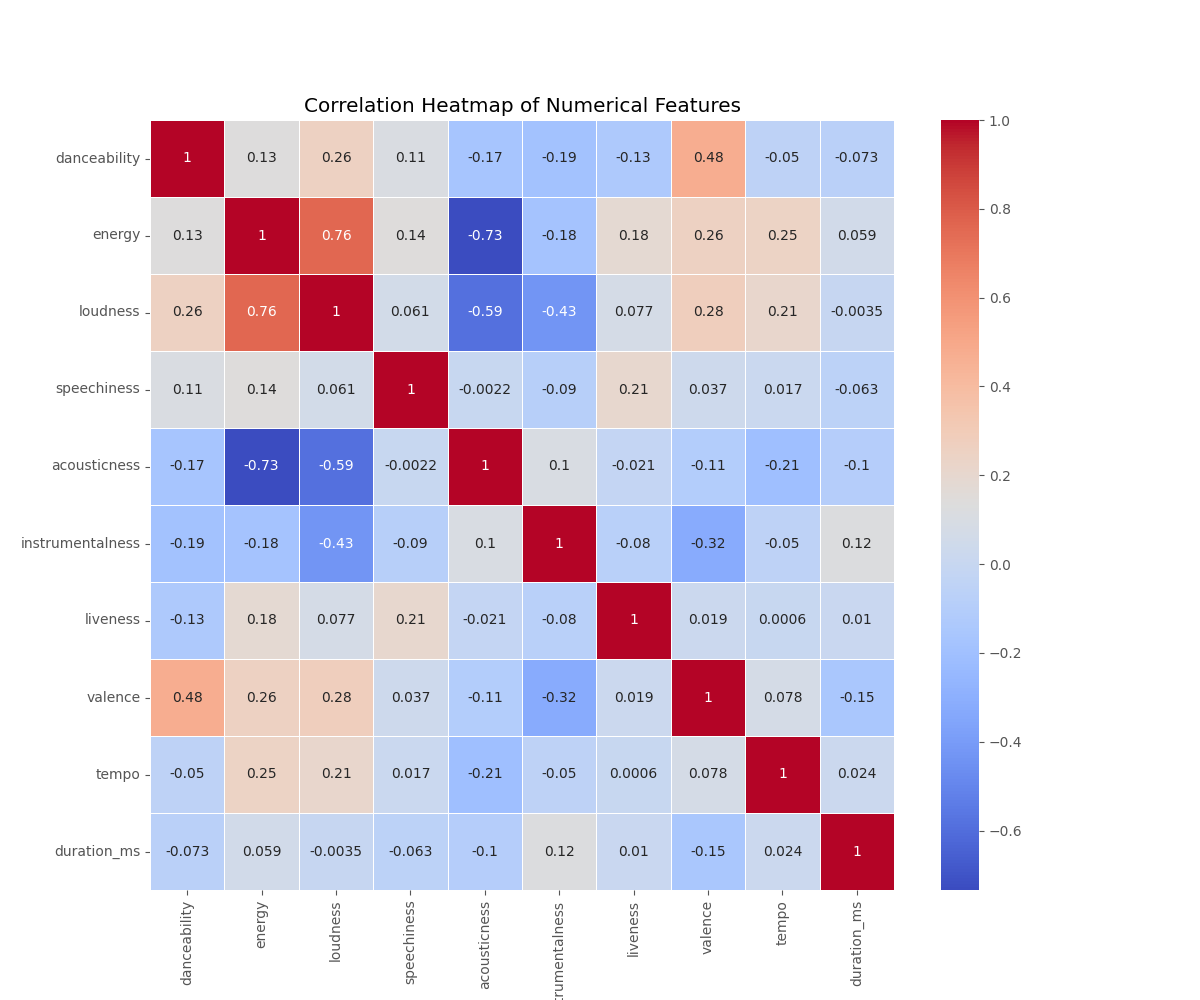 Correlation Heatmap of Numerical Features
danceability 1 0.13 0.26 0.11 -0.17 -0.19 -0.13 0.48 -0.05 -0.073
energy 0.13 1 0.76 0.14 -0.73 -0.18 0.18 0.26 0.25 0.059
loudness 0.26 0.76 1 0.061 -0.59 -0.43 0.077 0.28 0.21 -0.0035
speechiness 0.11 0.14 0.061 1 -0.0022 -0.09 0.21 0.037 0.017 -0.063
acousticness -0.17 -0.73 -0.59 -0.0022 1 0.1 -0.021 -0.11 -0.21 -0.1
instrumentalness -0.19 -0.18 -0.43 -0.09 0.1 1 -0.08 -0.32 -0.05 0.12
liveness -0.13 0.18 0.077 0.21 -0.021 -0.08 1 0.019 0.0006 0.01
valence 0.48 0.26 0.28 0.037 -0.11 -0.32 0.019 1 0.078 -0.15
tempo -0.05 0.25 0.21 0.017 -0.21 -0.05 0.0006 0.078 1 0.024
duration_ms -0.073 0.059 -0.0035 -0.063 -0.1 0.12 0.01 -0.15 0.024 1
danceability
energy
loudness
speechiness
acousticness
trumentalness
liveness
valence
tempo
duration_ms
1.0
0.8
0.6
0.4
0.2
0.0
−0.2
−0.4
−0.6